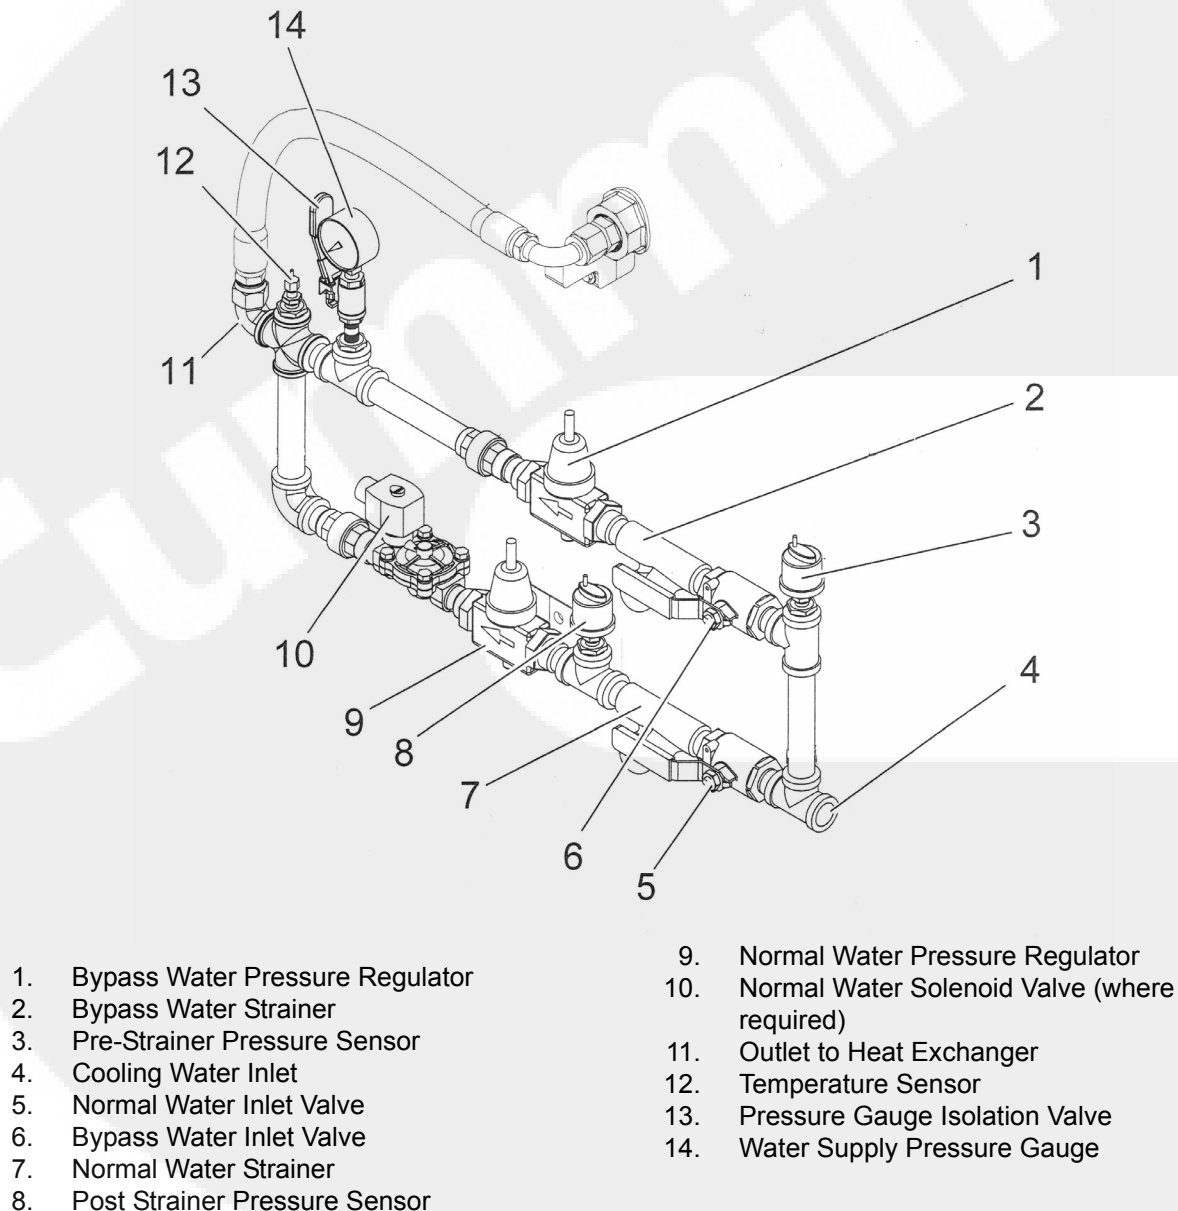 14
13
12
1
2
11
3
10
4
9
8
7
6
5
1. Bypass Water Pressure Regulator
2. Bypass Water Strainer
3. Pre-Strainer Pressure Sensor
4. Cooling Water Inlet
5. Normal Water Inlet Valve
6. Bypass Water Inlet Valve
7. Normal Water Strainer
8. Post Strainer Pressure Sensor
9. Normal Water Pressure Regulator
10. Normal Water Solenoid Valve (where
required)
11. Outlet to Heat Exchanger
12. Temperature Sensor
13. Pressure Gauge Isolation Valve
14. Water Supply Pressure Gauge